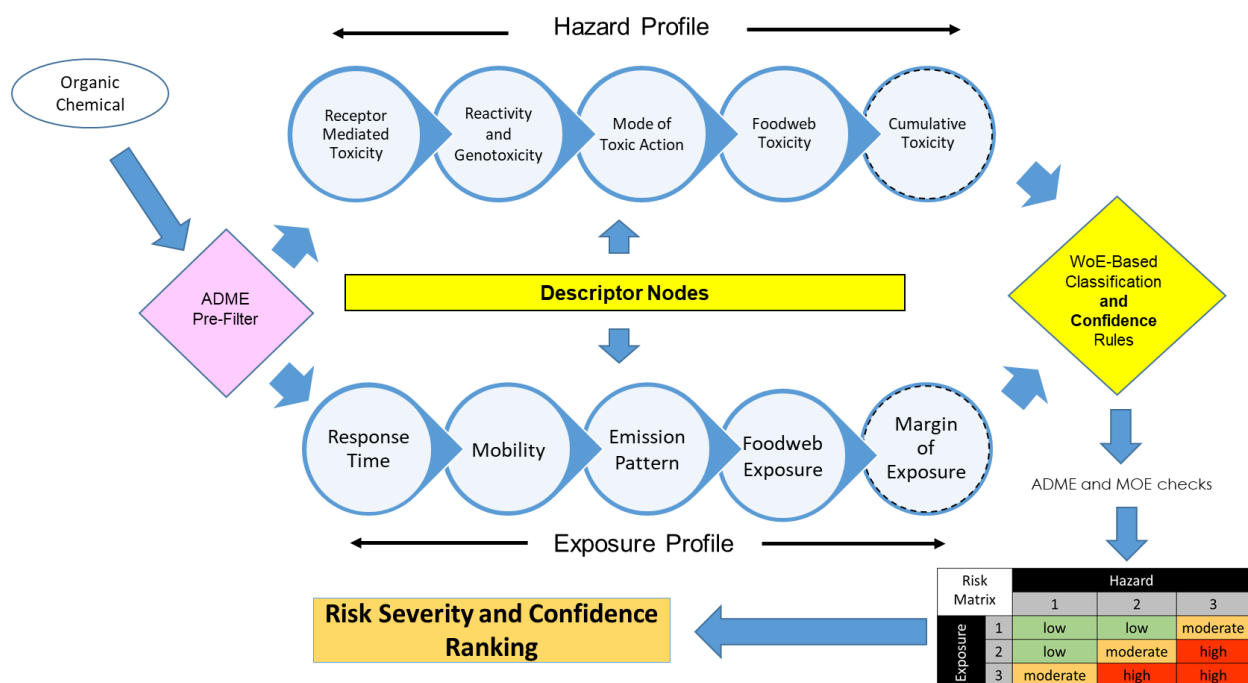 Hazard Profile
Organic
Chemical
Receptor
Mediated
Toxicity
Reactivity
and
Genotoxicity
Mode of
Toxic Action
Foodweb
Toxicity
Cumulative
Toxicity
ADME
Pre-Filter
Descriptor Nodes
WoE-Based
Classification
and
Confidence
Rules
Response
Time
Mobility
Emission
Pattern
Foodweb
Exposure
Margin
of
Exposure
ADME and MOE checks
Exposure Profile
Risk Severity and Confidence
Ranking
Risk
Matrix
Hazard
1 2 3
Exposure
1 low low moderate
2 low moderate high
3 moderate high high